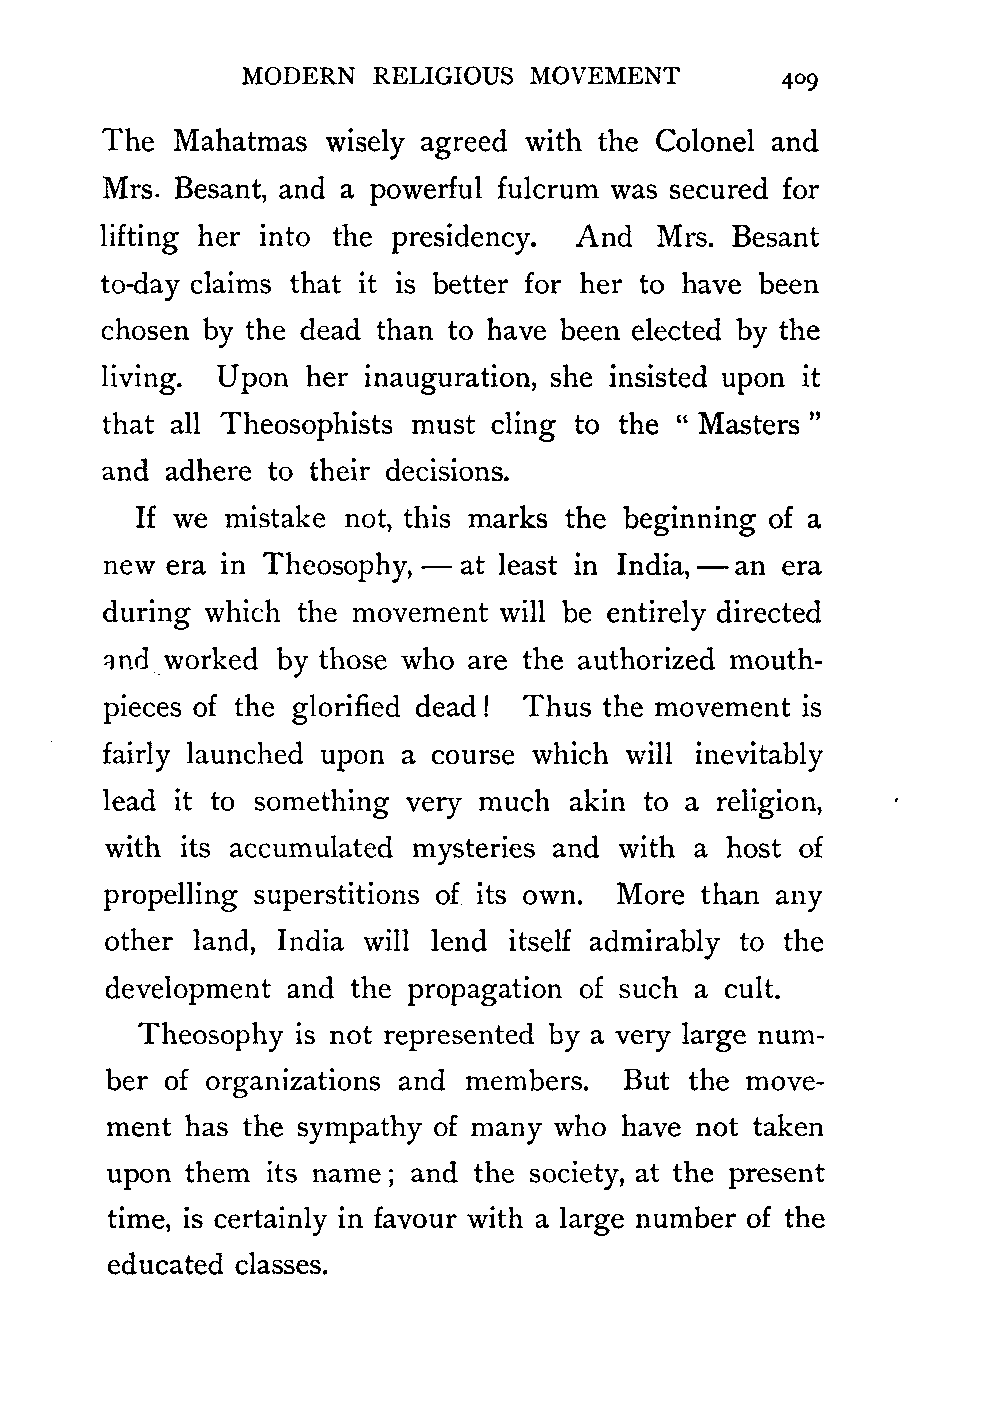 MODERN RELIGIOUS MOVEMENT 409
The Mahatmas wisely agreed with the Colonel and
Mrs. Besant, and a powerful fulcrum was secured for
lifting her into the presidency. And Mrs. Besant
to-day claims that it is better for her to have been
chosen by the dead than to have been elected by the
living. Upon her inauguration, she insisted upon it
that all Theosophists must cling to the “ Masters ”
and adhere to their decisions.
If we mistake not, this marks the beginning of a
new era in Theosophy, — at least in India, — an era
during which the movement will be entirely directed
and worked by those who are the authorized mouth-
pieces of the glorified dead! Thus the movement is
fairly launched upon a course which will inevitably
lead it to something very much akin to a religion,
with its accumulated mysteries and with a host of
propelling superstitions of its own. More than any
other land, India will lend itself admirably to the
development and the propagation of such a cult.
Theosophy is not represented by a very large num-
ber of organizations and members. But the move-
ment has the sympathy of many who have not taken
upon them its name; and the society, at the present
time, is certainly in favour with a large number of the
educated classes.